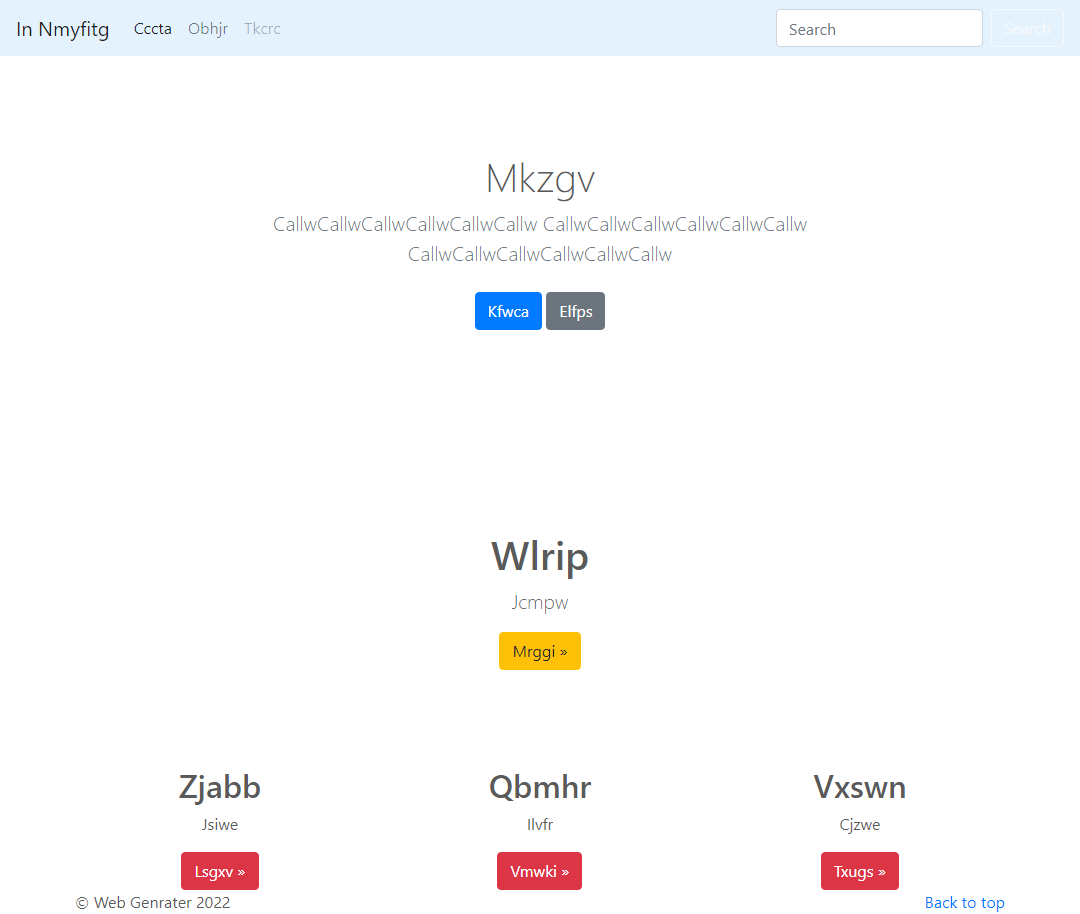 In Nmyfitg Cccta Obhjr Tkcrc Search Search
Mkzgv
CallwCallwCallwCallwCallwCallw CallwCallwCallwCallwCallwCallw
CallwCallwCallwCallwCallwCallw
Kfwca Elfps
Wlrip
Jcmpw
Mrggi »
Zjabb Qbmhr Vxswn
Jsiwe Ilvfr Cjzwe
Lsgxv » Vmwki » Txugs »
© Web Genrater 2022 Back to top